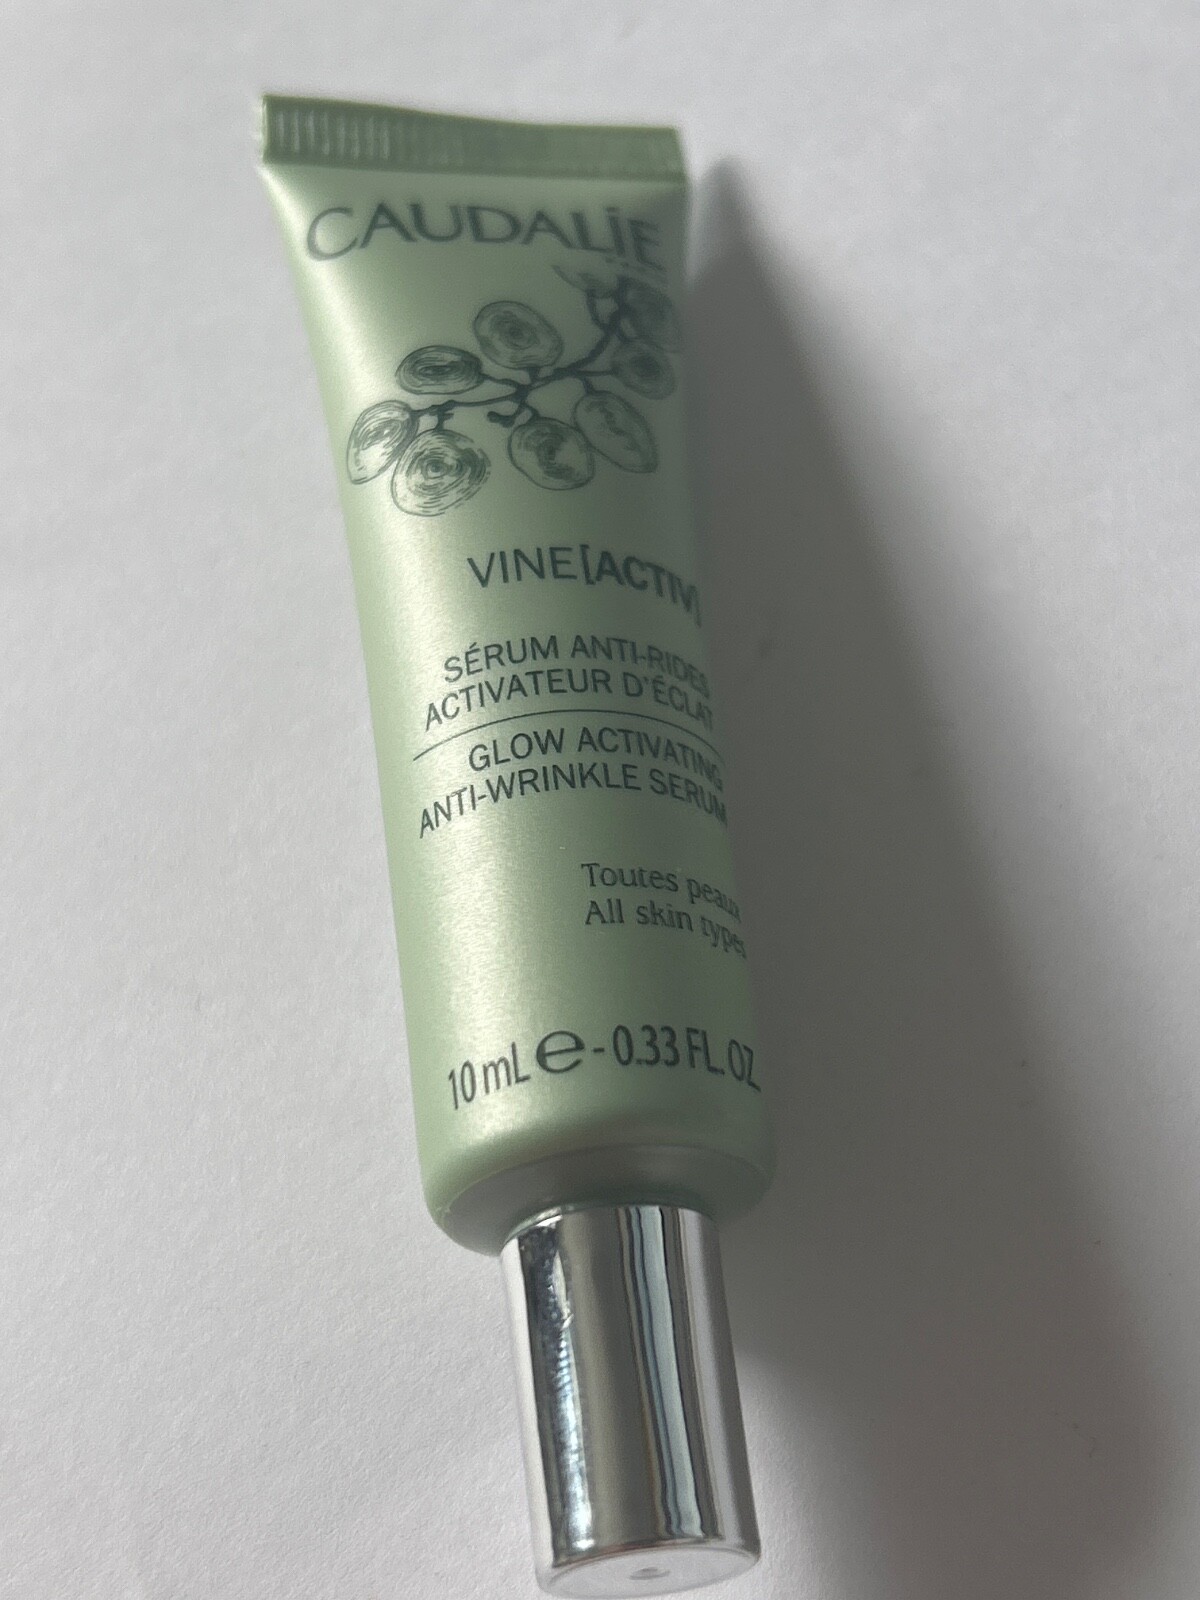 CAUDALÍE
VINE[ACTIV]
SÉRUM ANTI-RIDES
ACTIVATEUR D'ÉCLAT
GLOW ACTIVATING
ANTI-WRINKLE SERUM
Toutes peaux
All skin types
10 mL e - 0.33 FL. OZ